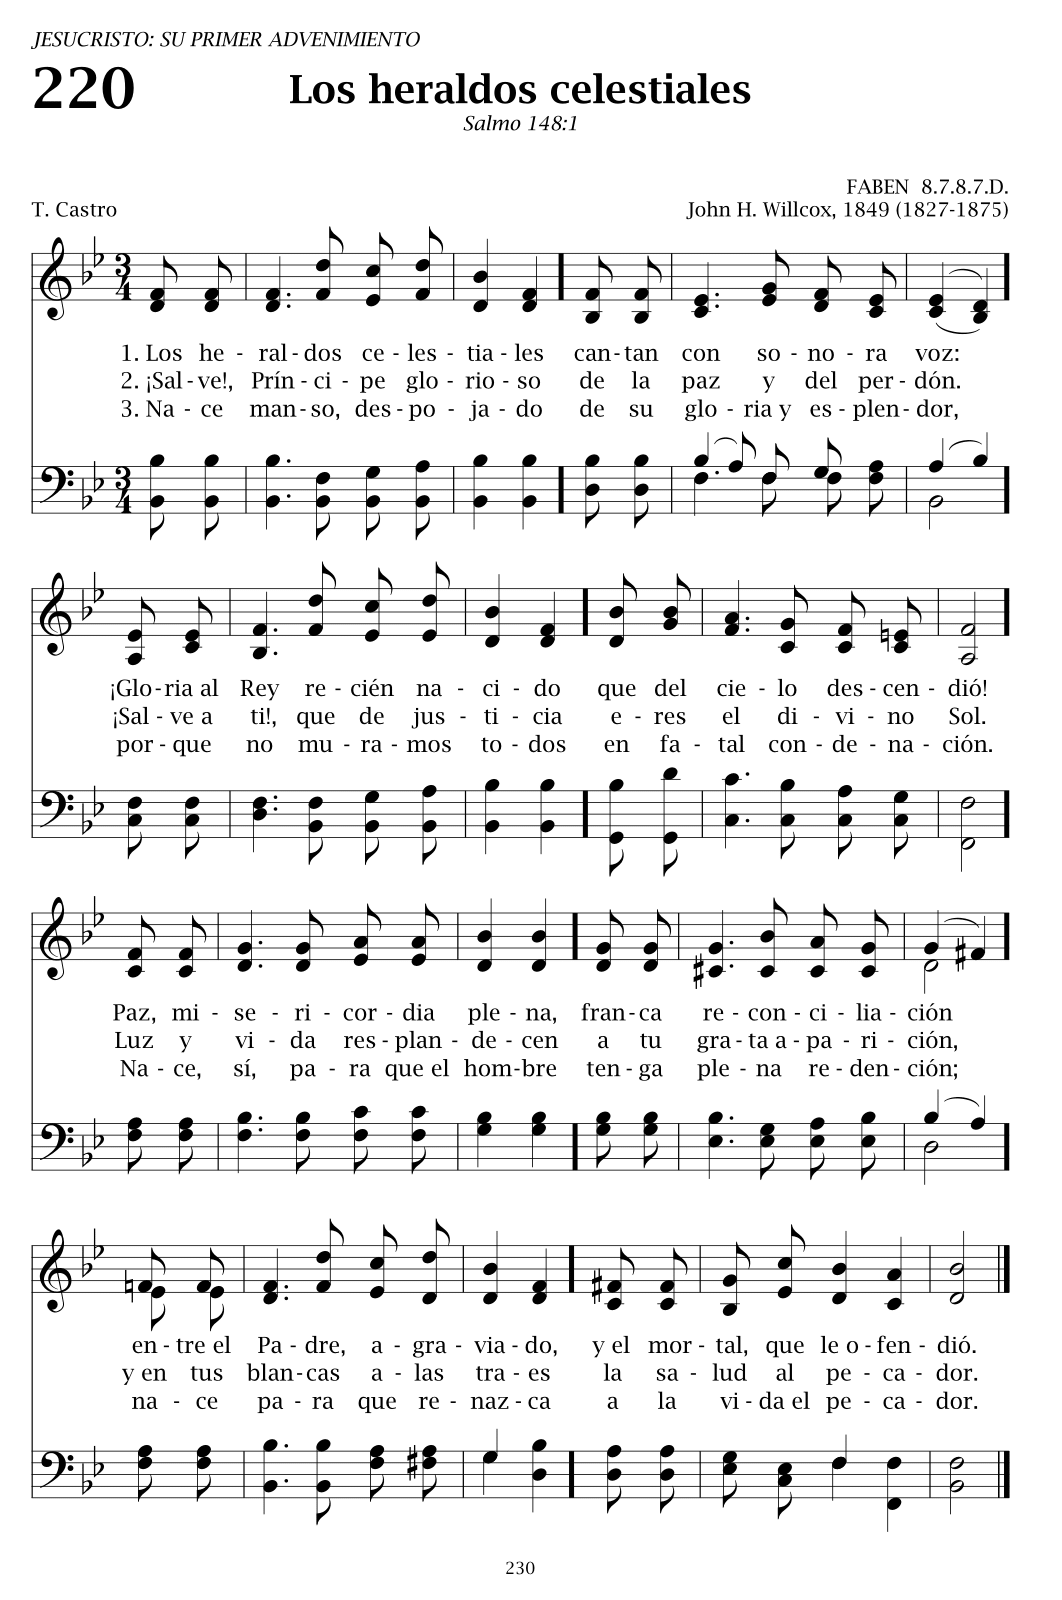 JESUCRISTO: SU PRIMER ADVENIMIENTO
220
Los heraldos celestiales
Salmo 148:1
FABEN 8.7.8.7.D.
T. Castro
John H. Willcox, 1849 (1827-1875)
1. Los he - ral - dos ce - les - tia - les can - tan con so - no - ra voz:
2. ¡Sal - ve!, Prín - ci - pe glo - rio - so de la paz y del per - dón.
3. Na - ce man - so, des - po - ja - do de su glo - ria y es - plen - dor,
¡Glo - ria al Rey re - cién na - ci - do que del cie - lo des - cen - dió!
¡Sal - ve a ti!, que de jus - ti - cia e - res el di - vi - no Sol.
por - que no mu - ra - mos to - dos en fa - tal con - de - na - ción.
Paz, mi - se - ri - cor - dia ple - na, fran - ca re - con - ci - lia - ción
Luz y vi - da res - plan - de - cen a tu gra - ta a - pa - ri - ción,
Na - ce, sí, pa - ra que el hom - bre ten - ga ple - na re - den - ción;
en - tre el Pa - dre, a - gra - via - do, y el mor - tal, que le o - fen - dió.
y en tus blan - cas a - las tra - es la sa - lud al pe - ca - dor.
na - ce pa - ra que re - naz - ca a la vi - da el pe - ca - dor.
230